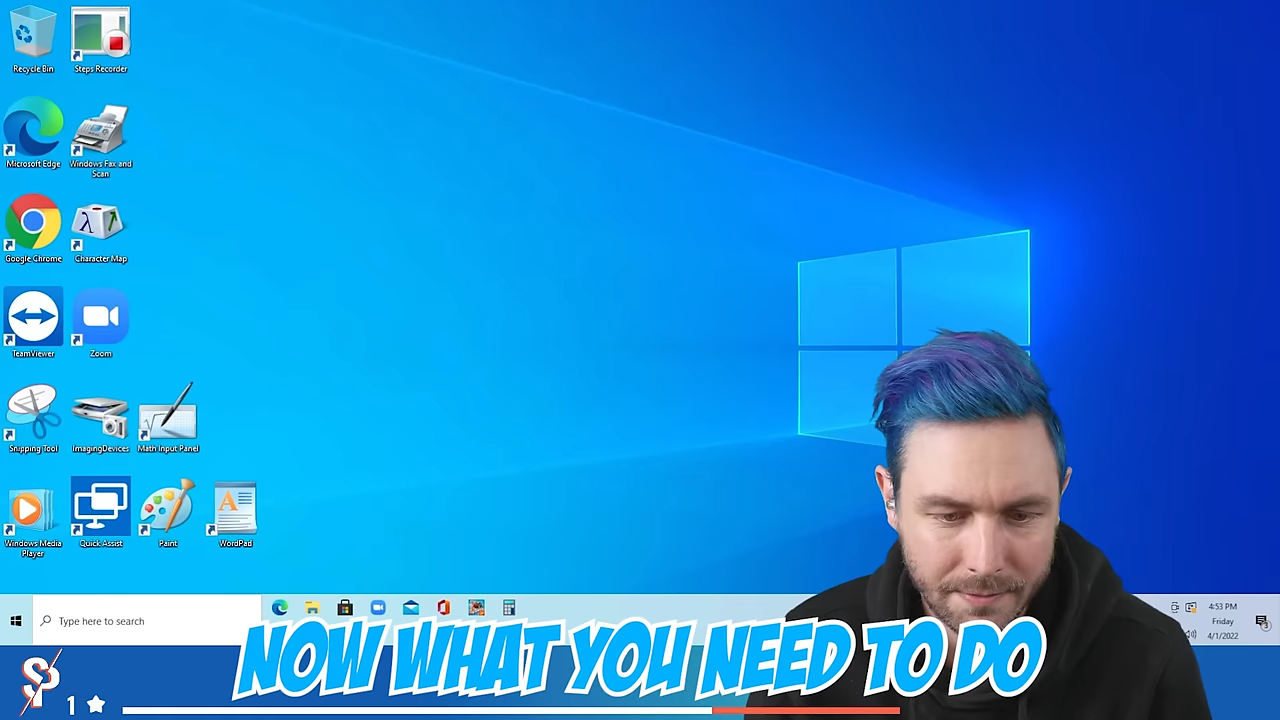 Recycle Bin
Steps Recorder
Microsoft Edge
Windows Fax and
Scan
Google Chrome
Character Map
TeamViewer
Zoom
Snipping Tool
ImagingDevices
Math Input Panel
Windows Media
Player
Quick Assist
Paint
WordPad
Type here to search
4:53 PM
Friday
4/1/2022
3
NOW WHAT YOU NEED TO DO
SP
1